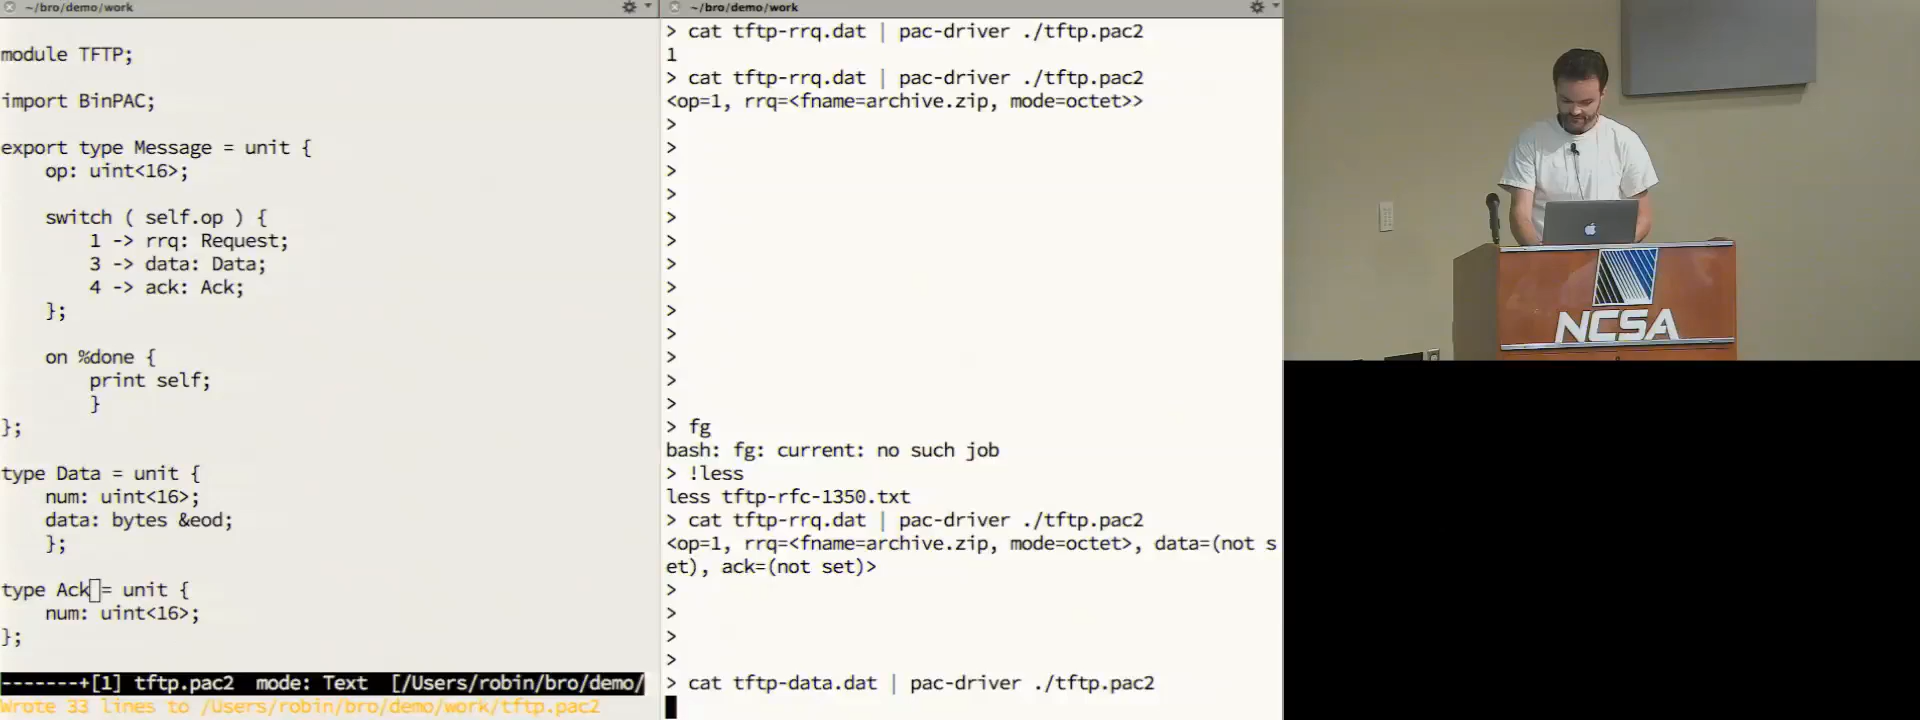 ~/bro/demo/work
module TFTP;
import BinPAC;
export type Message = unit {
op: uint<16>;
switch ( self.op ) {
1 -> rrq: Request;
3 -> data: Data;
4 -> ack: Ack;
};
on %done {
print self;
}
};
type Data = unit {
num: uint<16>;
data: bytes &eod;
};
type Ack = unit {
num: uint<16>;
};
-------+[1] tftp.pac2  mode: Text  [/Users/robin/bro/demo/
Wrote 33 lines to /Users/robin/bro/demo/work/tftp.pac2
~/bro/demo/work
> cat tftp-rrq.dat | pac-driver ./tftp.pac2
1
> cat tftp-rrq.dat | pac-driver ./tftp.pac2
<op=1, rrq=<fname=archive.zip, mode=octet>>
>
>
>
>
>
>
>
>
>
>
>
>
>
> fg
bash: fg: current: no such job
> !less
less tftp-rfc-1350.txt
> cat tftp-rrq.dat | pac-driver ./tftp.pac2
<op=1, rrq=<fname=archive.zip, mode=octet>, data=(not s
et), ack=(not set)>
>
>
>
>
> cat tftp-data.dat | pac-driver ./tftp.pac2
NCSA